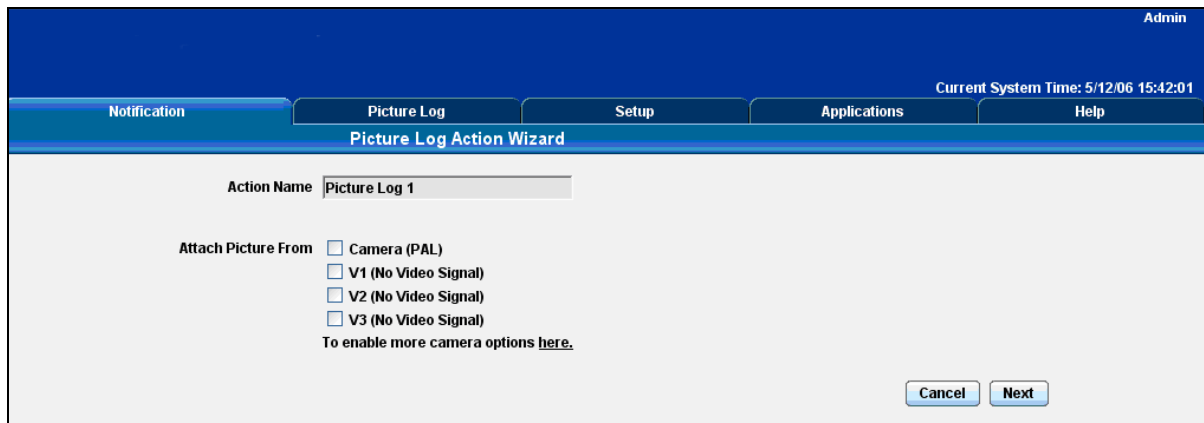 Admin
Current System Time: 5/12/06 15:42:01
Notification Picture Log Setup Applications Help
Picture Log Action Wizard
Action Name Picture Log 1
Attach Picture From Camera (PAL)
V1 (No Video Signal)
V2 (No Video Signal)
V3 (No Video Signal)
To enable more camera options here.
Cancel Next